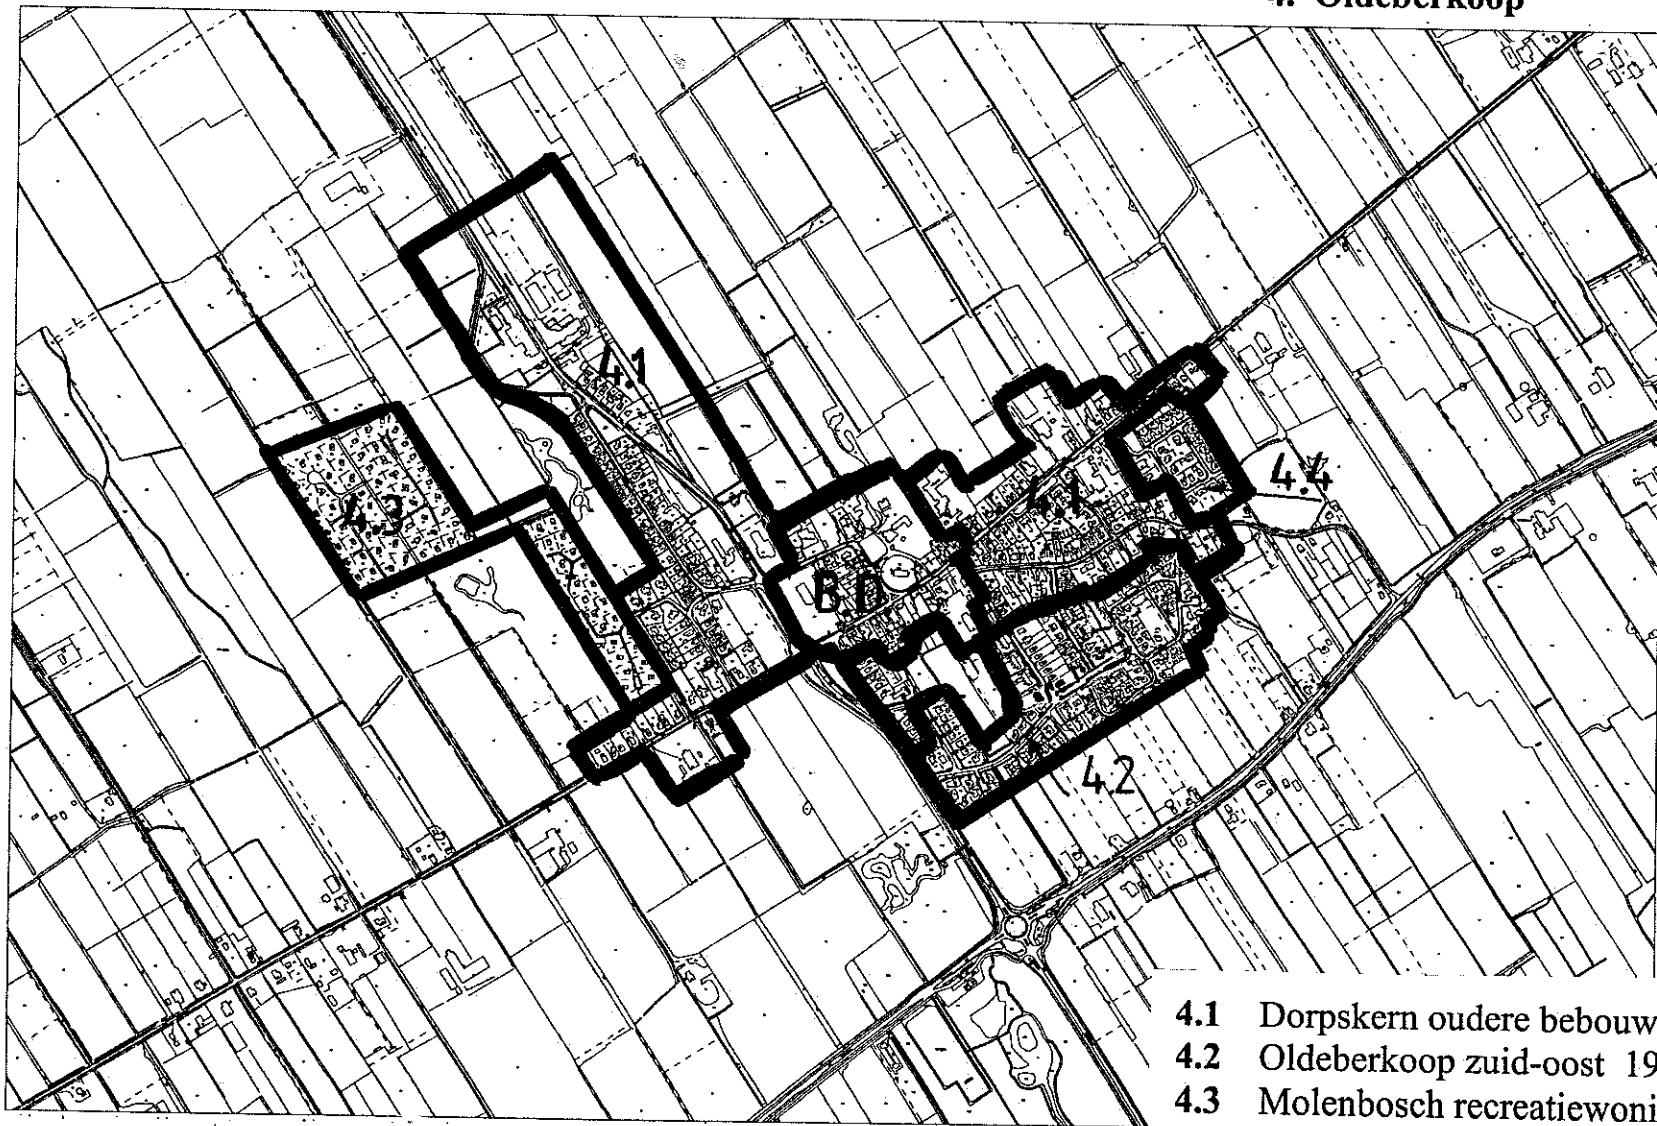 4. Oldeberkoop
4.1
4.3
4.1
4.4
B.D.
4.2
4.1 Dorpskern oudere bebouw
4.2 Oldeberkoop zuid-oost 19
4.3 Molenbosch recreatiewoni